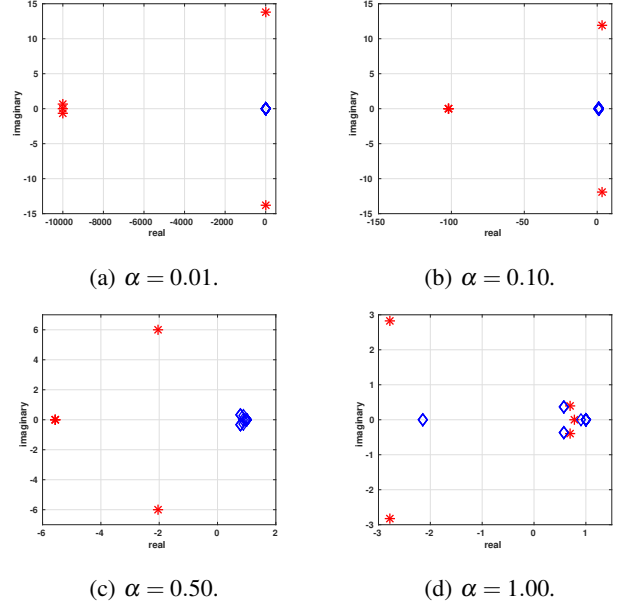 15
10
5
0
-5
-10
-15
imaginary
-10000 -8000 -6000 -4000 -2000 0
real
(a) α = 0.01.
15
10
5
0
-5
-10
-15
imaginary
-150 -100 -50 0
real
(b) α = 0.10.
6
4
2
0
-2
-4
-6
imaginary
-6 -4 -2 0 2
real
(c) α = 0.50.
3
2
1
0
-1
-2
-3
imaginary
-3 -2 -1 0 1
real
(d) α = 1.00.